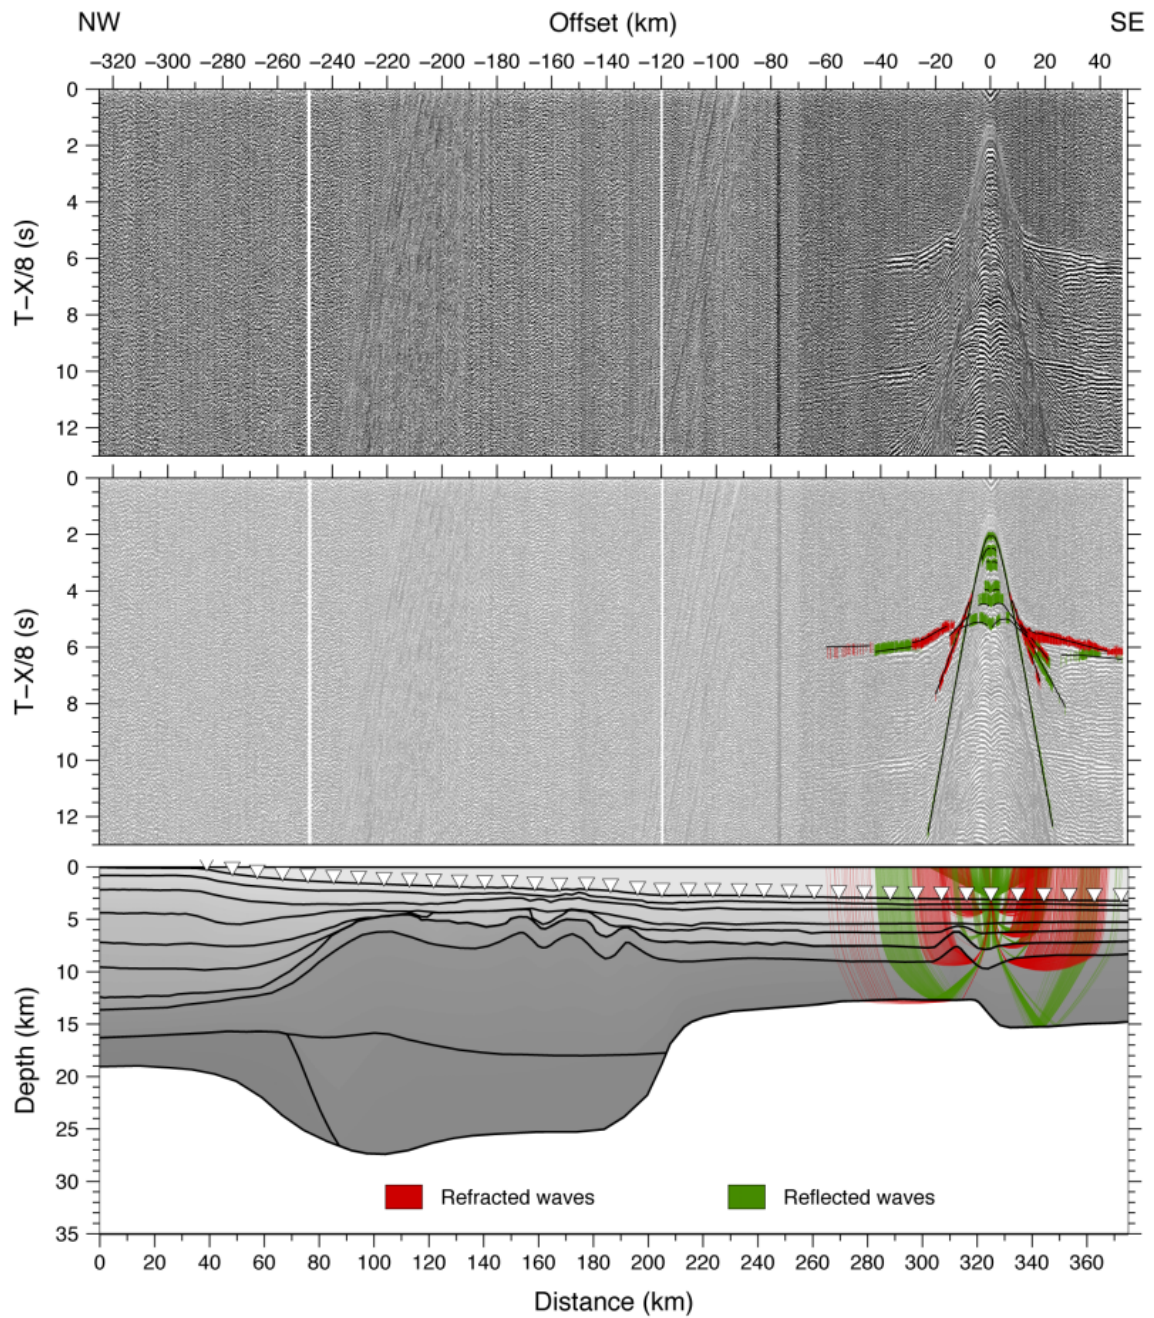 NW Offset (km) SE
−320 −300 −280 −260 −240 −220 −200 −180 −160 −140 −120 −100 −80 −60 −40 −20 0 20 40
0
2
4
6
8
10
12
T−X/8 (s)
0
2
4
6
8
10
12
T−X/8 (s)
0
5
10
15
20
25
30
35
Depth (km)
Refracted waves Reflected waves
0 20 40 60 80 100 120 140 160 180 200 220 240 260 280 300 320 340 360
Distance (km)